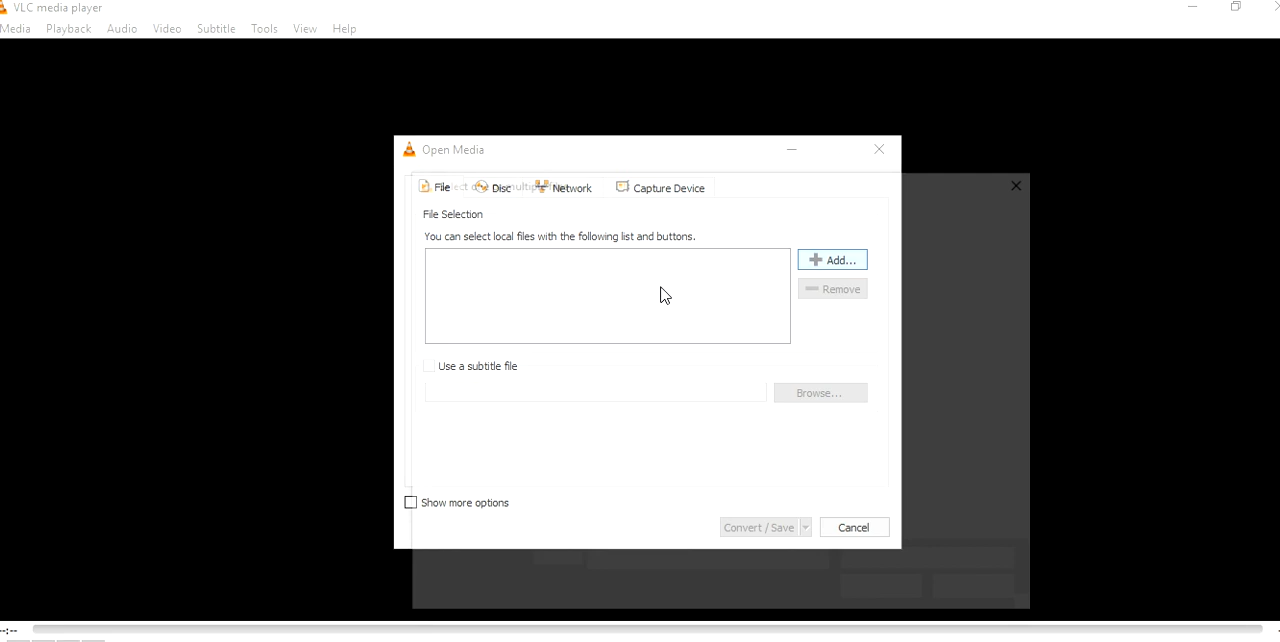 VLC media player
Media Playback Audio Video Subtitle Tools View Help
Open Media
File Disc Network Capture Device
File Selection
You can select local files with the following list and buttons.
Add...
Remove
Use a subtitle file
Browse...
Show more options
Convert / Save Cancel
--:--